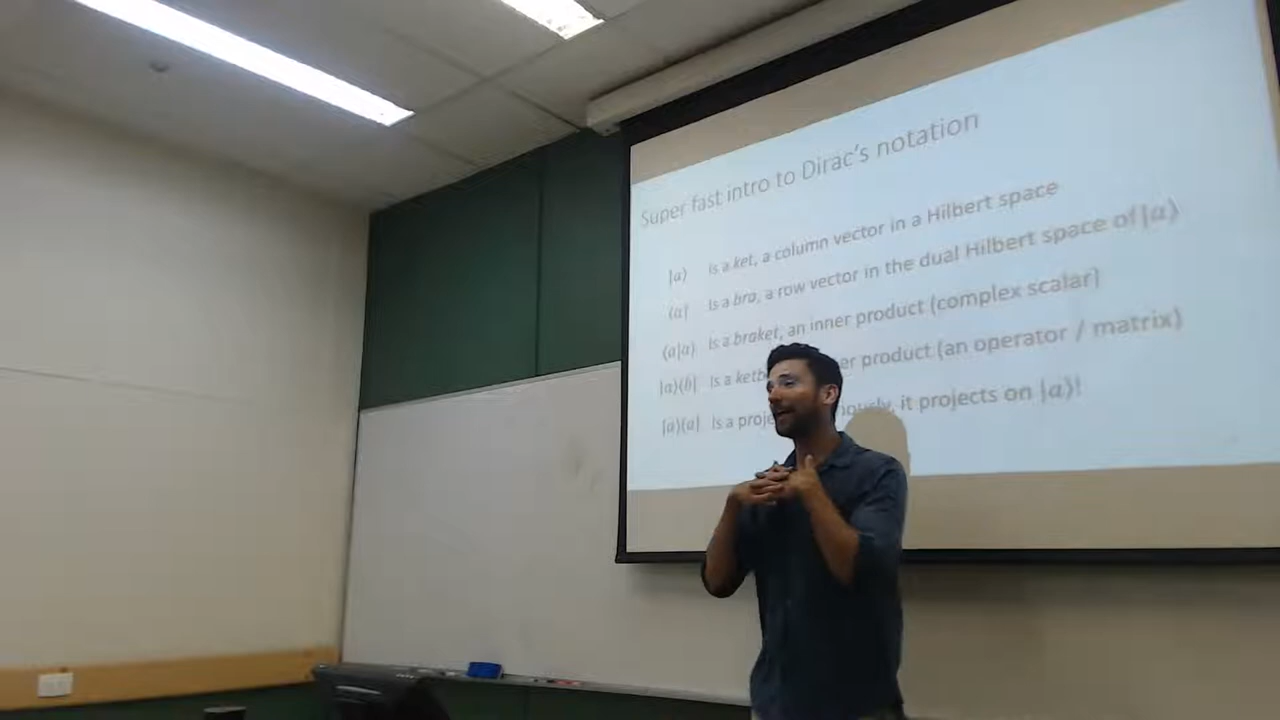 Super fast intro to Dirac's notation
|a⟩ is a ket, a column vector in a Hilbert space
⟨a| is a bra, a row vector in the dual Hilbert space of |a⟩
⟨a|a⟩ is a braket, an inner product (complex scalar)
|a⟩⟨b| is a product (an operator / matrix)
|a⟩⟨a| is a it projects on |a⟩!